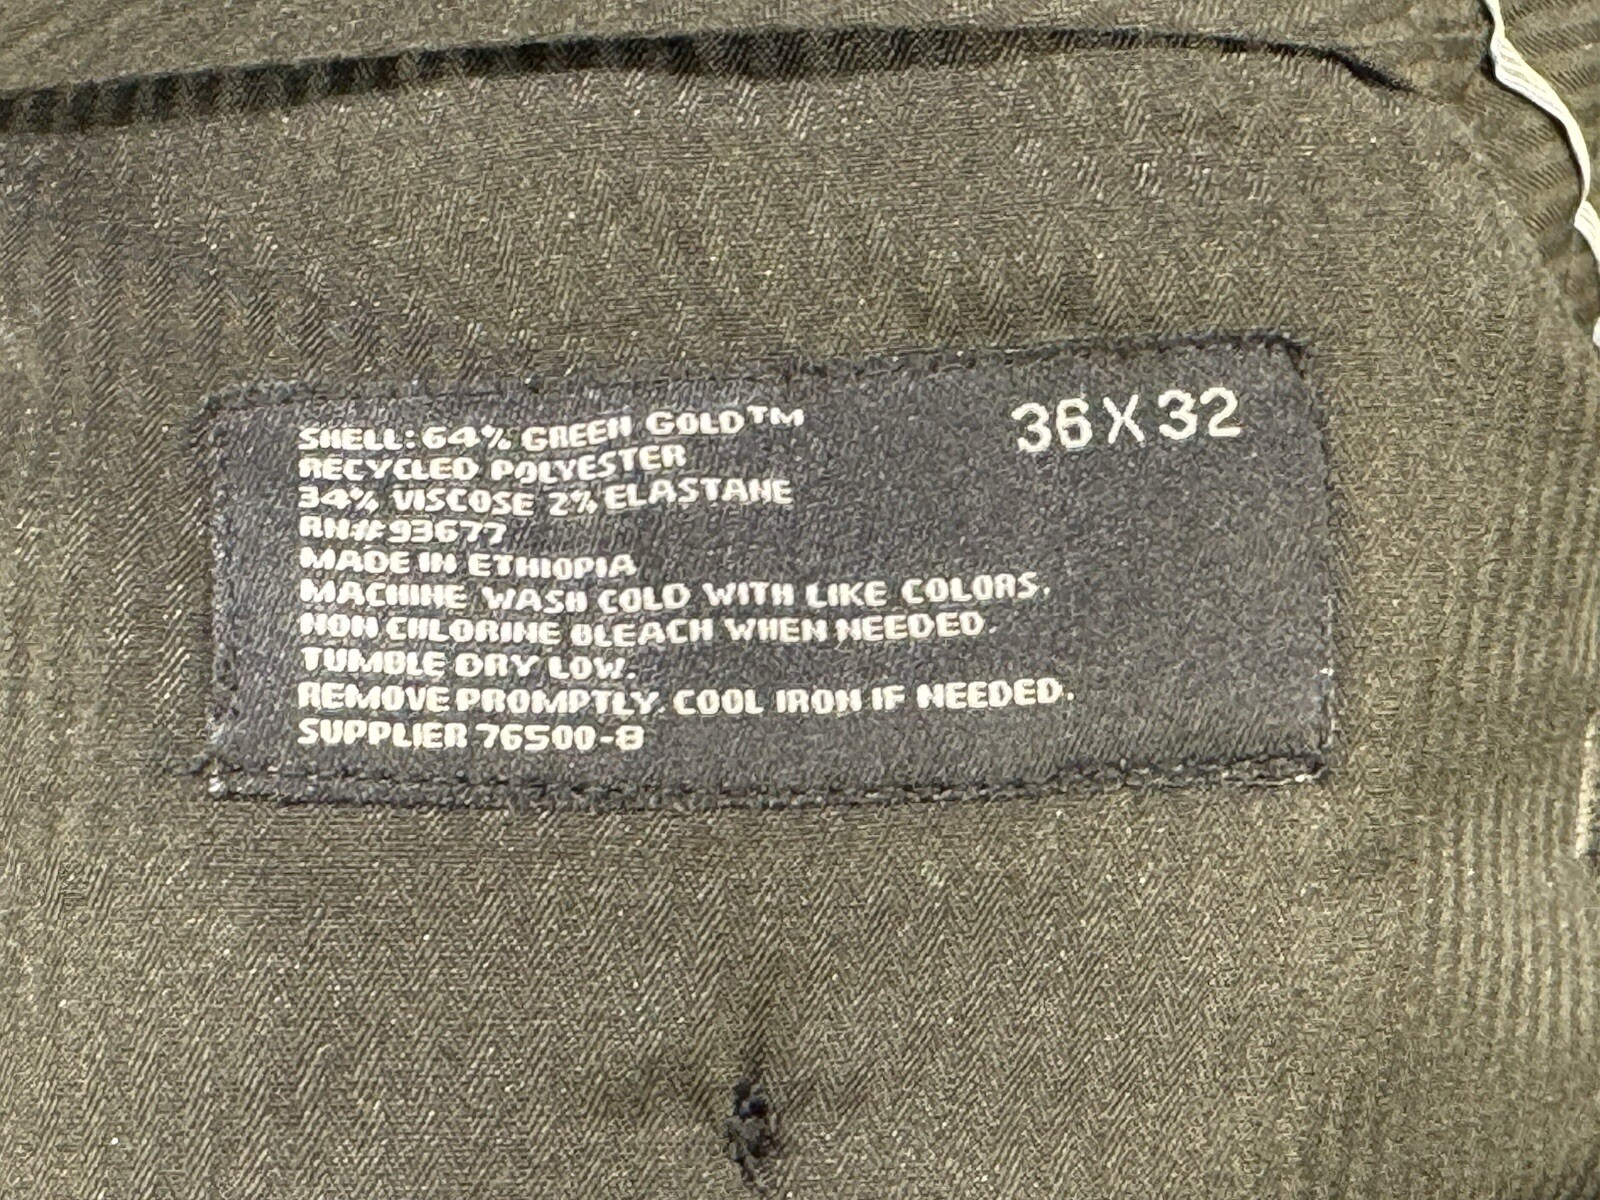 36 X 32
SHELL: 64% GREEN GOLD™
RECYCLED POLYESTER
34% VISCOSE 2% ELASTANE
RN# 93677
MADE IN ETHIOPIA
MACHINE WASH COLD WITH LIKE COLORS.
NON CHLORINE BLEACH WHEN NEEDED.
TUMBLE DRY LOW.
REMOVE PROMPTLY. COOL IRON IF NEEDED.
SUPPLIER 76500-8